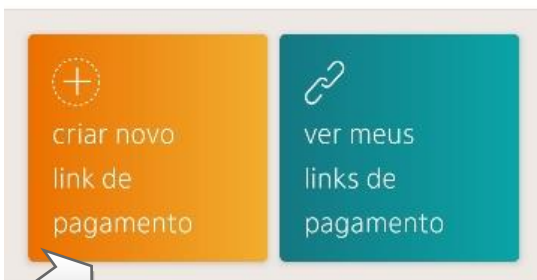 criar novo
link de
pagamento
ver meus
links de
pagamento